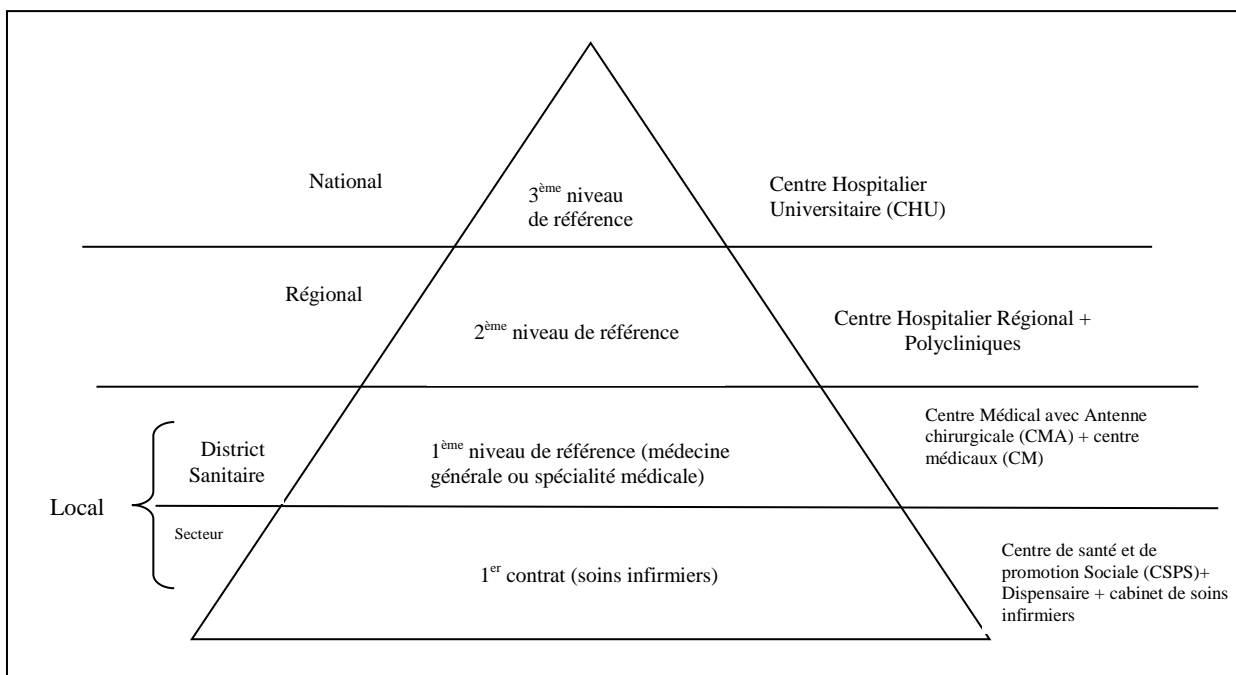 National
3ème niveau
de référence
Centre Hospitalier
Universitaire (CHU)
Régional
2ème niveau de référence
Centre Hospitalier Régional +
Polycliniques
Local
District
Sanitaire
1ème niveau de référence (médecine
générale ou spécialité médicale)
Centre Médical avec Antenne
chirurgicale (CMA) + centre
médicaux (CM)
Secteur
1er contrat (soins infirmiers)
Centre de santé et de
promotion Sociale (CSPS)+
Dispensaire + cabinet de soins
infirmiers